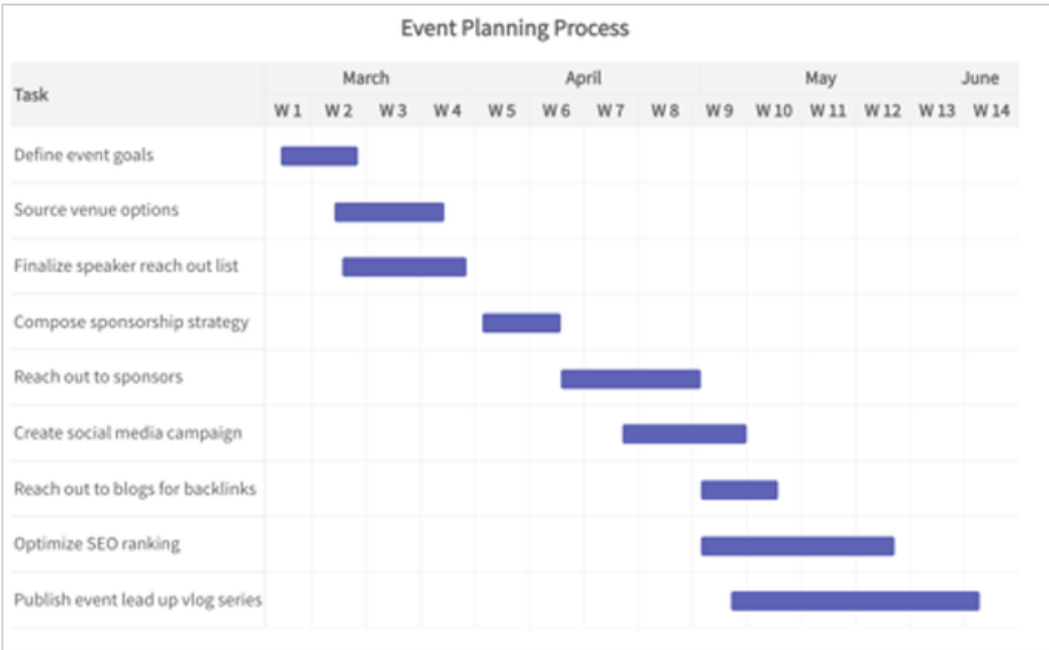 Event Planning Process
March April May June
Task
W 1 W 2 W 3 W 4 W 5 W 6 W 7 W 8 W 9 W 10 W 11 W 12 W 13 W 14
Define event goals
Source venue options
Finalize speaker reach out list
Compose sponsorship strategy
Reach out to sponsors
Create social media campaign
Reach out to blogs for backlinks
Optimize SEO ranking
Publish event lead up vlog series